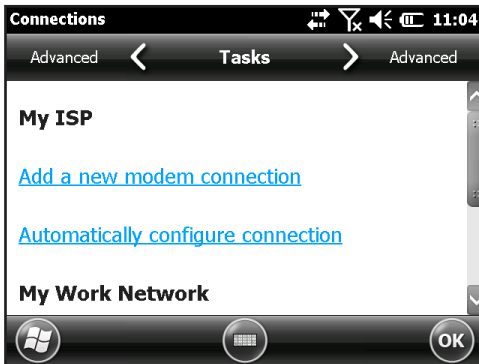 Connections 11:04
Advanced Tasks Advanced
My ISP
Add a new modem connection
Automatically configure connection
My Work Network
OK